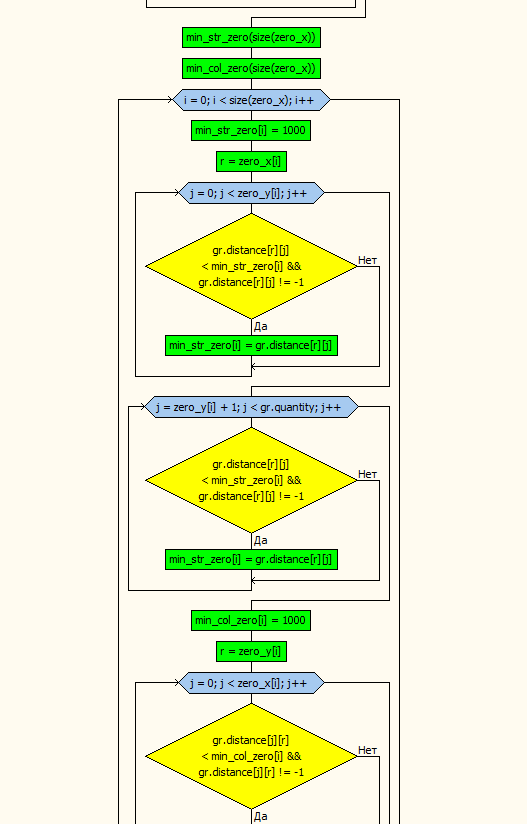 min_str_zero(size(zero_x))
min_col_zero(size(zero_x))
i = 0; i < size(zero_x); i++
min_str_zero[i] = 1000
r = zero_x[i]
j = 0; j < zero_y[i]; j++
gr.distance[r][j]
< min_str_zero[i] &&
gr.distance[r][j] != -1
Нет
Да
min_str_zero[i] = gr.distance[r][j]
j = zero_y[i] + 1; j < gr.quantity; j++
gr.distance[r][j]
< min_str_zero[i] &&
gr.distance[r][j] != -1
Нет
Да
min_str_zero[i] = gr.distance[r][j]
min_col_zero[i] = 1000
r = zero_y[i]
j = 0; j < zero_x[i]; j++
gr.distance[j][r]
< min_col_zero[i] &&
gr.distance[j][r] != -1
Нет
Да